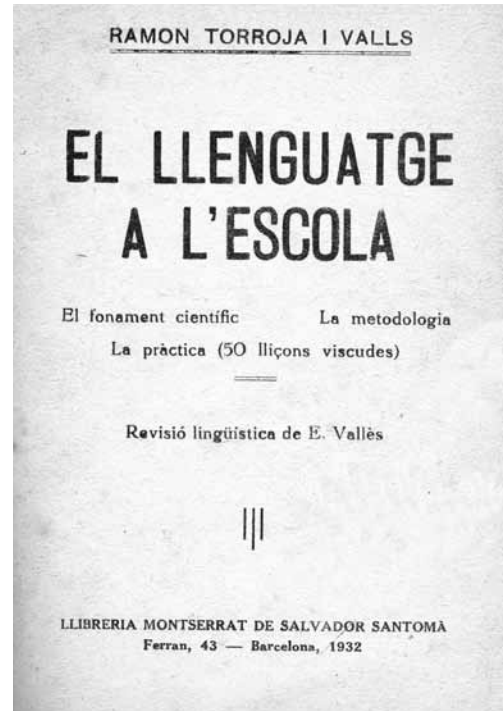 RAMON TORROJA I VALLS
EL LLENGUATGE
A L'ESCOLA
El fonament científic La metodologia
La pràctica (50 lliçons viscudes)
Revisió lingüística de E. Vallès
LLIBRERIA MONTSERRAT DE SALVADOR SANTOMÀ
Ferran, 43 — Barcelona, 1932